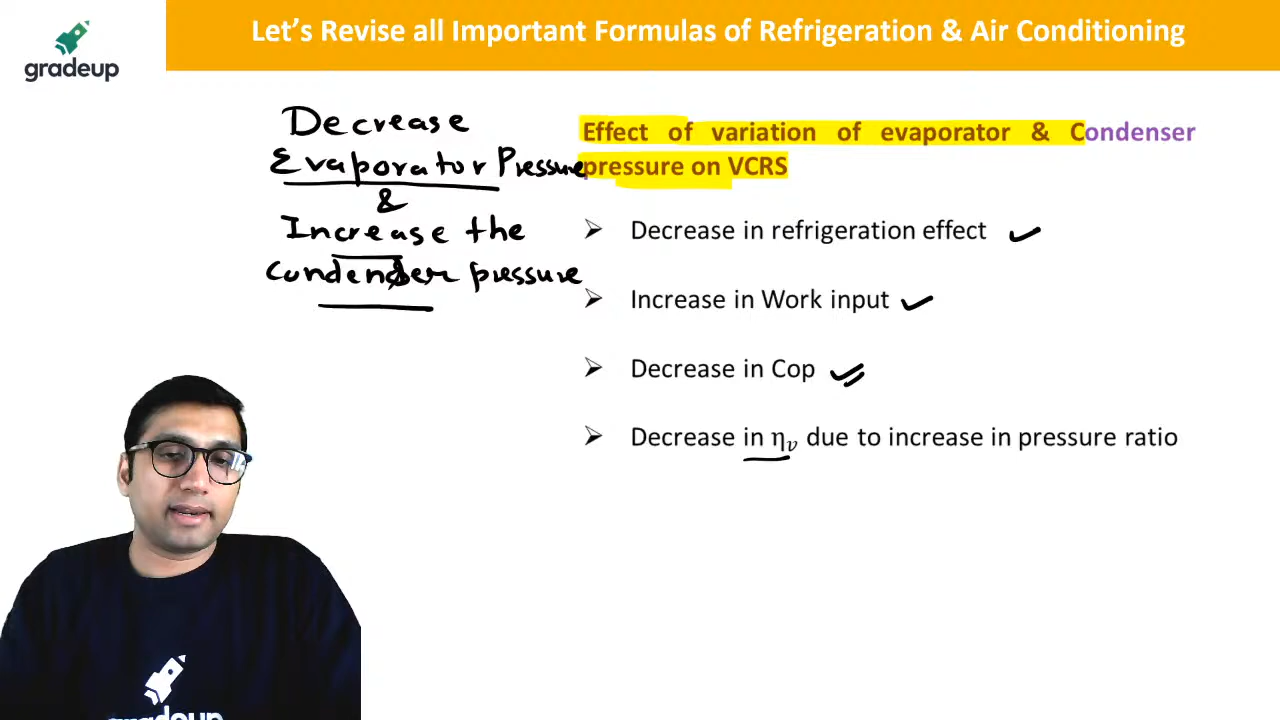 Let's Revise all Important Formulas of Refrigeration & Air Conditioning
gradeup
Decrease
Evaporator Pressure
&
Increase the
condenser pressure
Effect of variation of evaporator & Condenser
pressure on VCRS
Decrease in refrigeration effect
Increase in Work input
Decrease in Cop
Decrease in ηᵥ due to increase in pressure ratio
gradeup